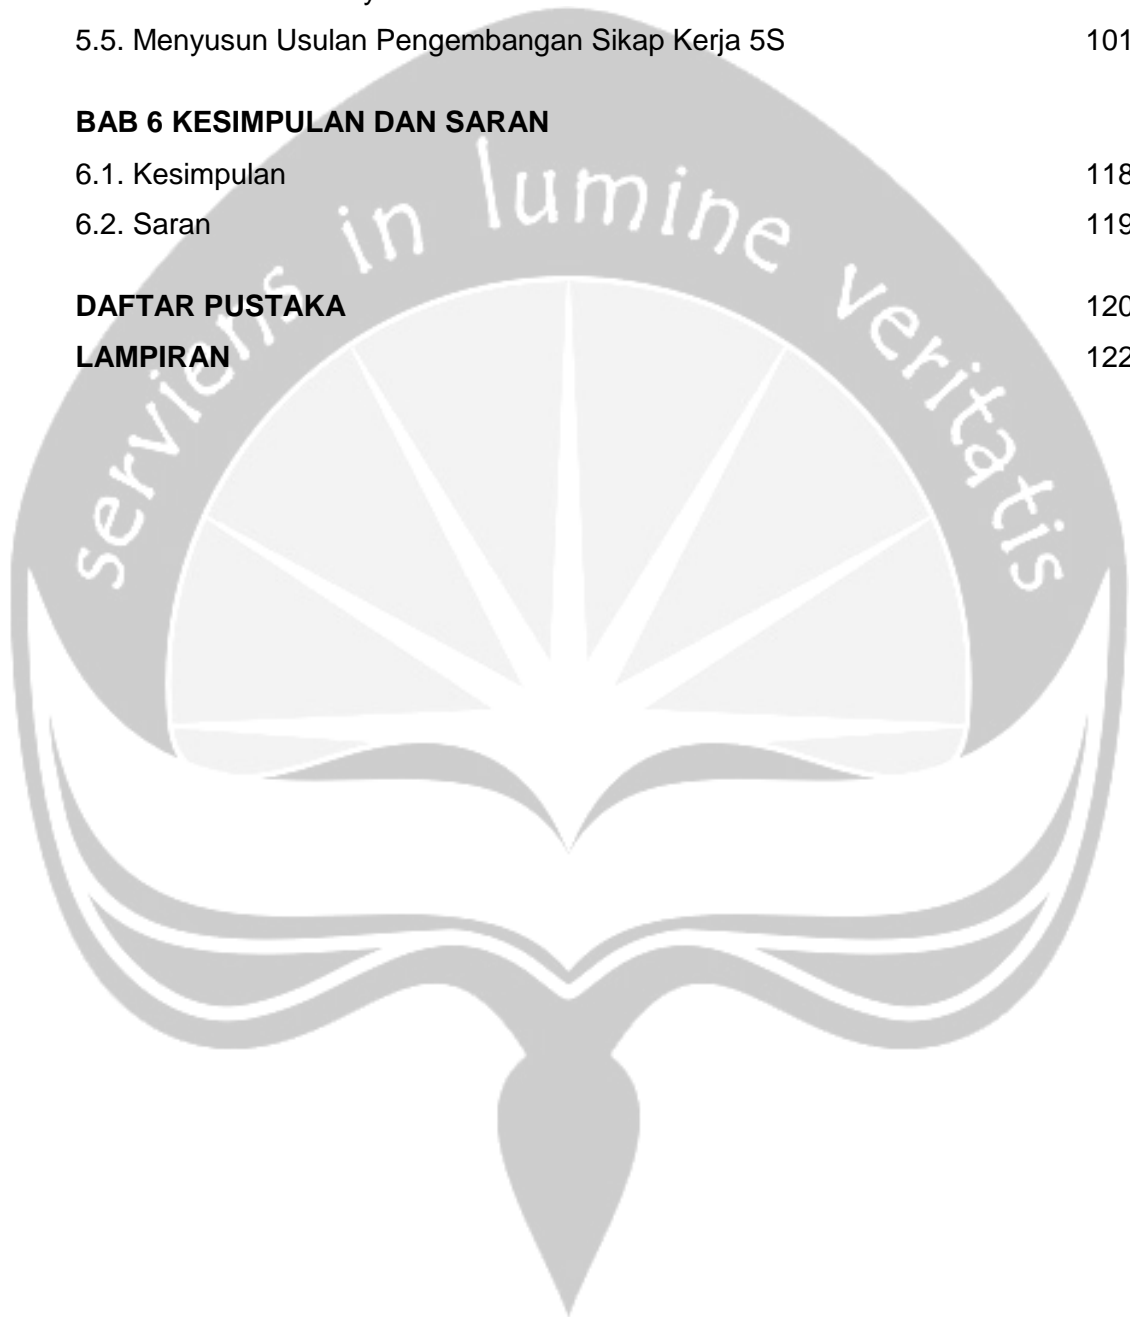 5.5. Menyusun Usulan Pengembangan Sikap Kerja 5S 101
BAB 6 KESIMPULAN DAN SARAN
6.1. Kesimpulan 118
6.2. Saran 119
DAFTAR PUSTAKA 120
LAMPIRAN 122
serviens in lumine veritatis